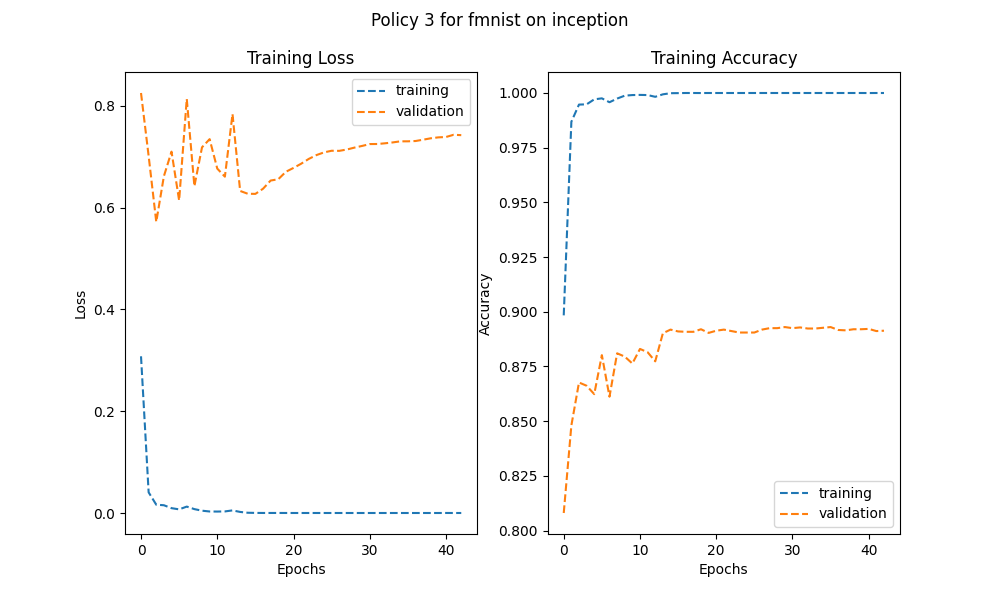 Policy 3 for fmnist on inception
Training Loss
training
validation
0.8
0.6
0.4
0.2
0.0
Loss
0 10 20 30 40
Epochs
Training Accuracy
1.000
0.975
0.950
0.925
0.900
0.875
0.850
0.825
0.800
Accuracy
training
validation
0 10 20 30 40
Epochs